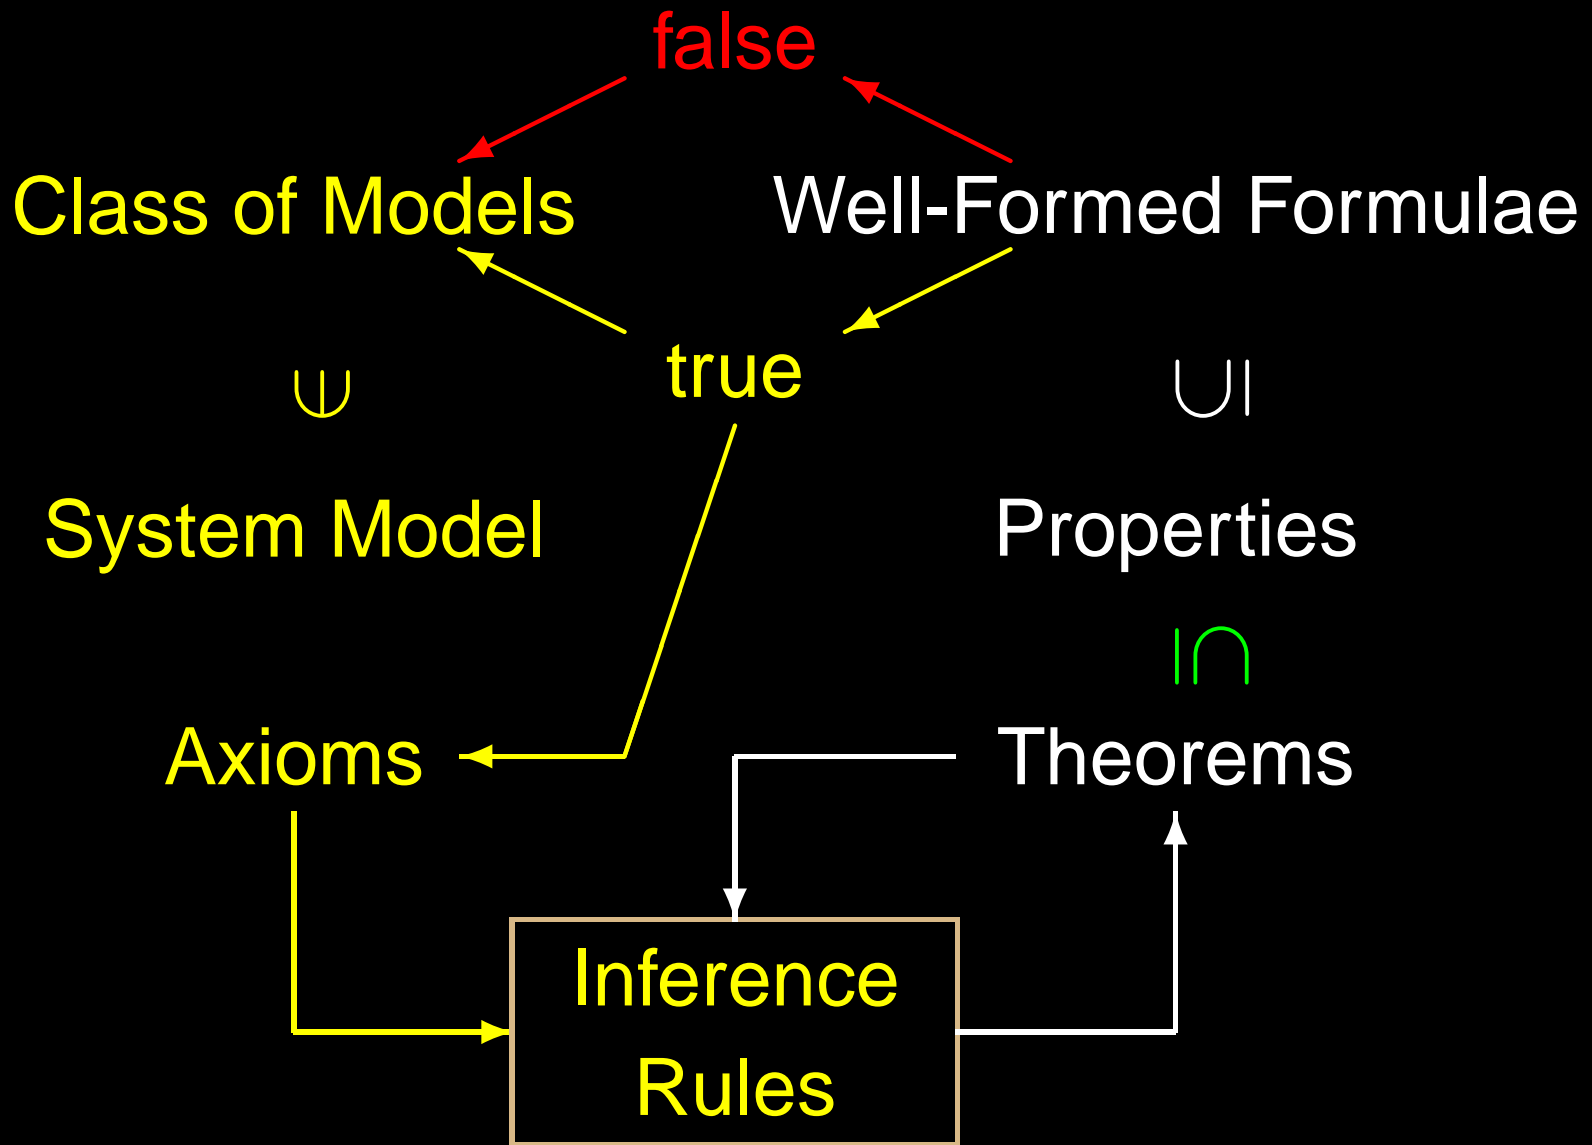 false
Class of Models
Well-Formed Formulae
true
System Model
Properties
Axioms
Theorems
Inference
Rules